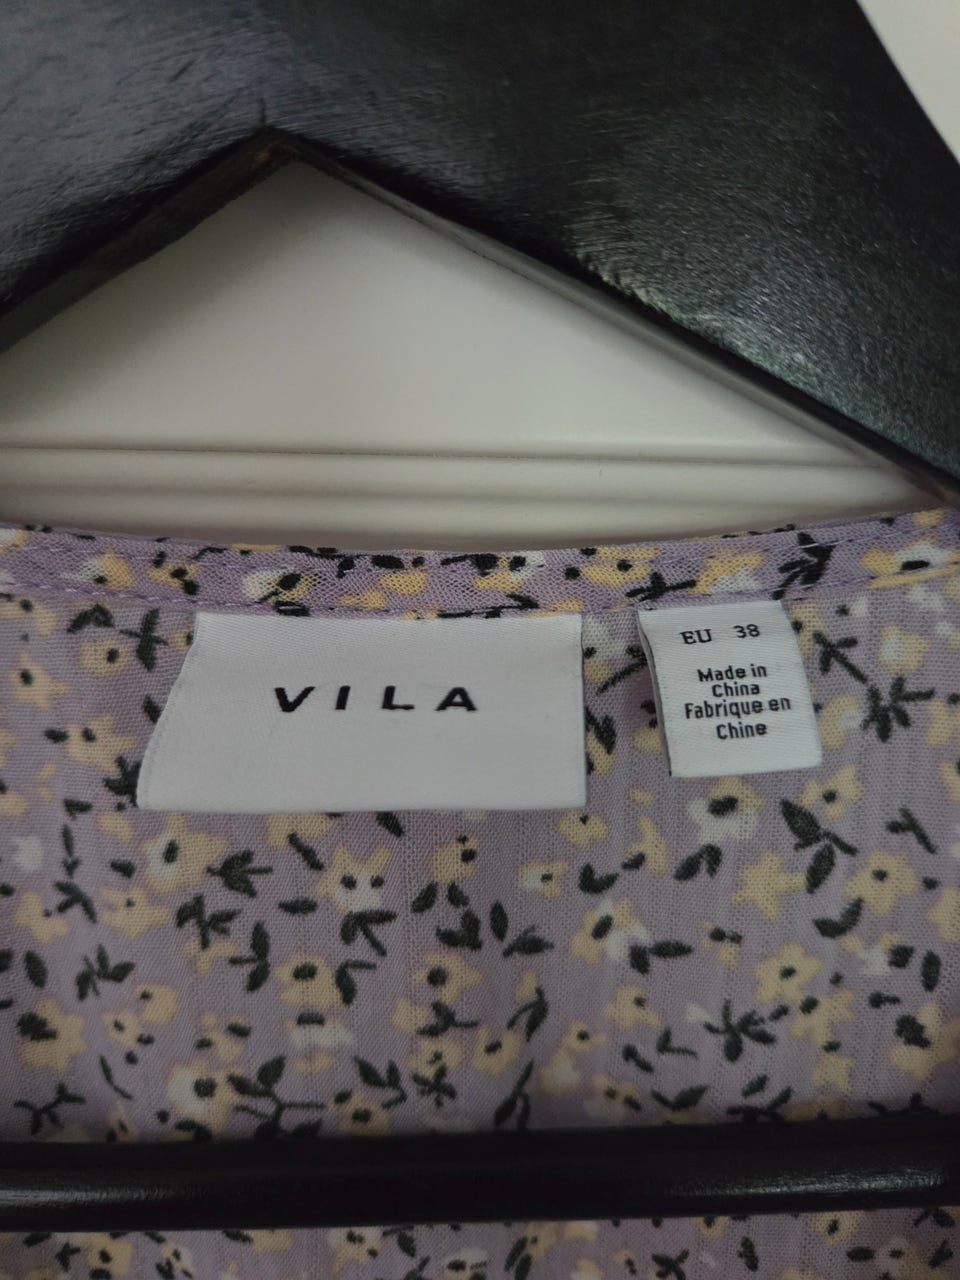 VILA
EU 38
Made in
China
Fabrique en
Chine